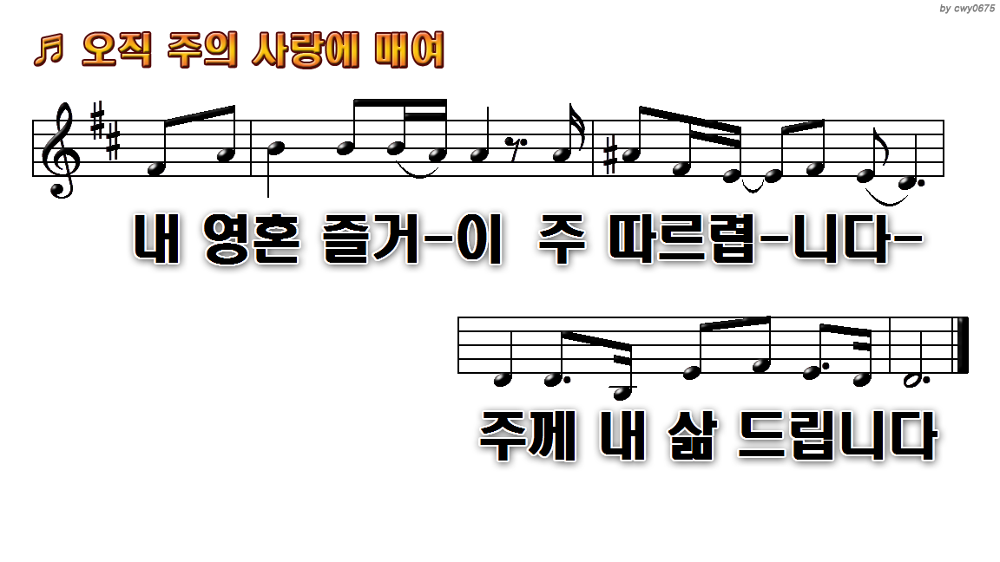 by cwy0675
♬ 오직 주의 사랑에 매여
내 영혼 즐거-이 주 따르렵-니다-
주께 내 삶 드립니다